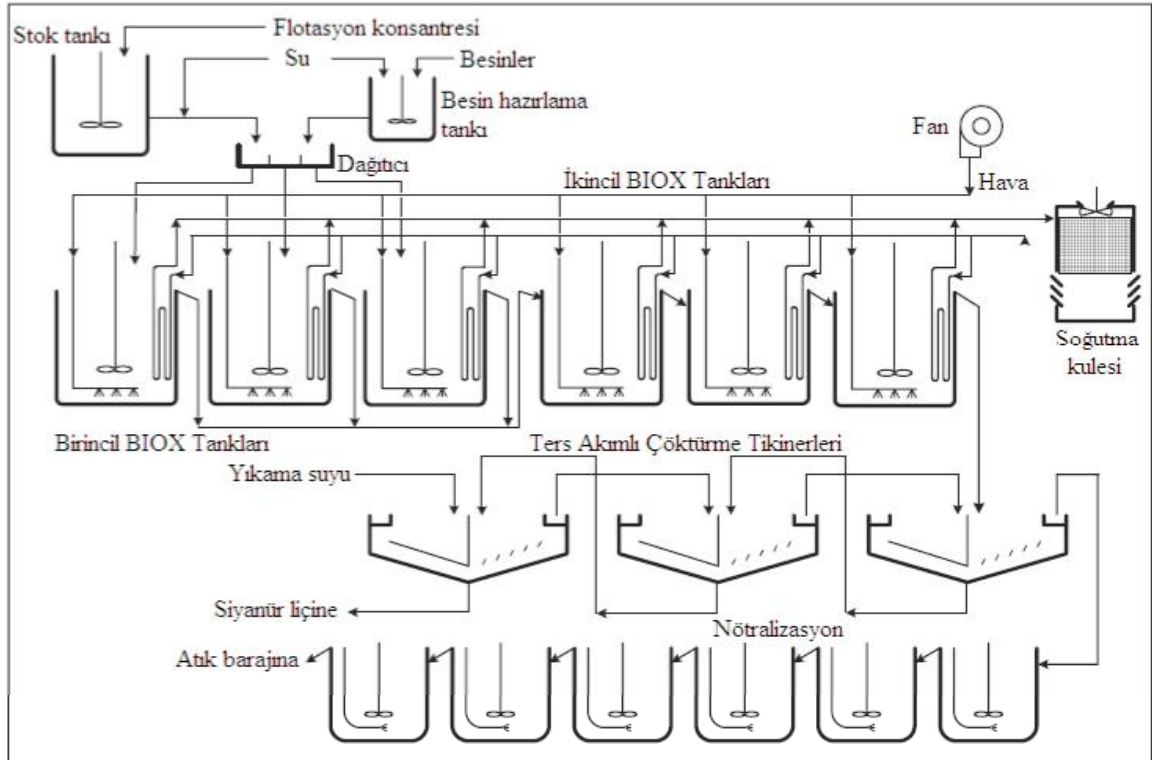 Stok tankı
Flotasyon konsantresi
Su
Besinler
Besin hazırlama
tankı
Fan
Dağıtıcı
İkincil BIOX Tankları
Hava
Soğutma
kulesi
Birincil BIOX Tankları
Ters Akımlı Çöktürme Tikinerleri
Yıkama suyu
Siyanür liçine
Nötralizasyon
Atık barajına